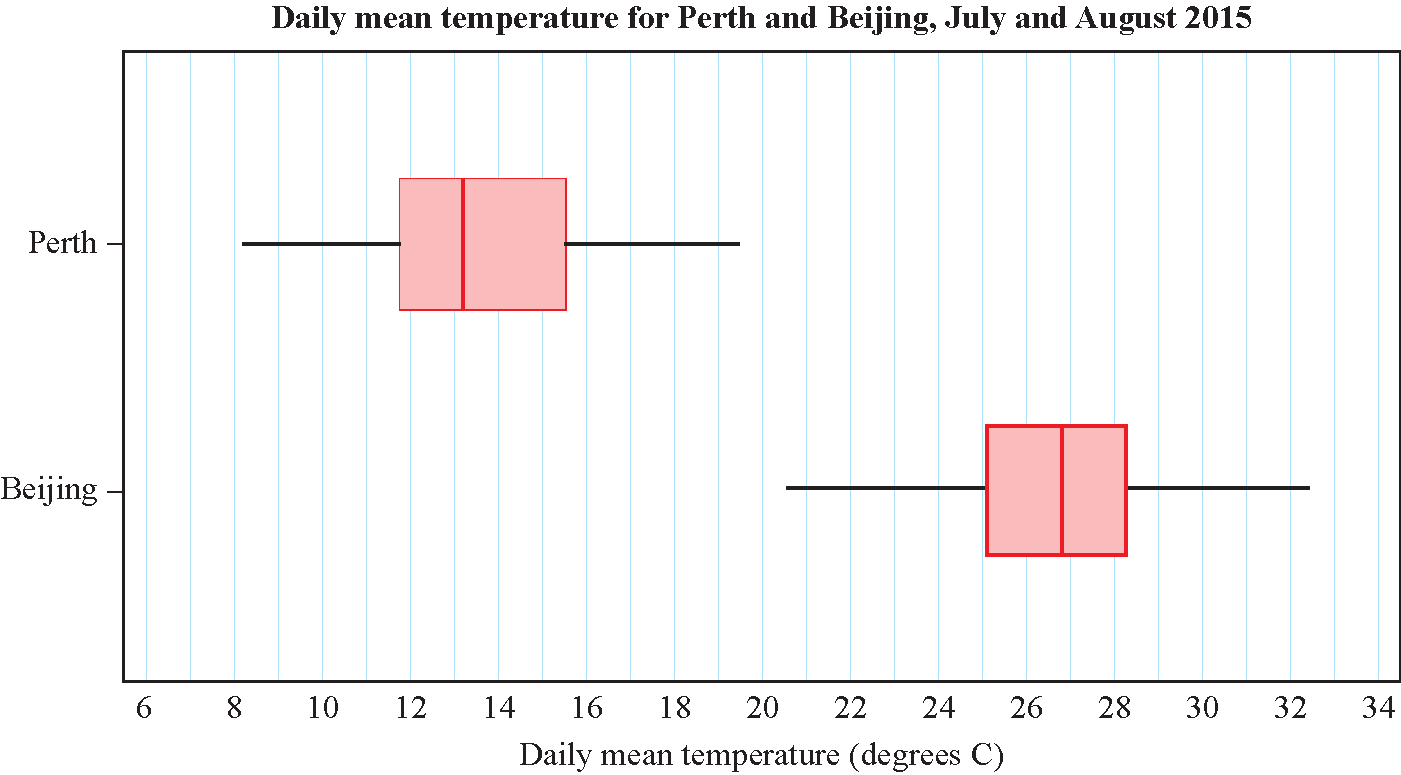 Daily mean temperature for Perth and Beijing, July and August 2015
Perth
Beijing
6 8 10 12 14 16 18 20 22 24 26 28 30 32 34
Daily mean temperature (degrees C)